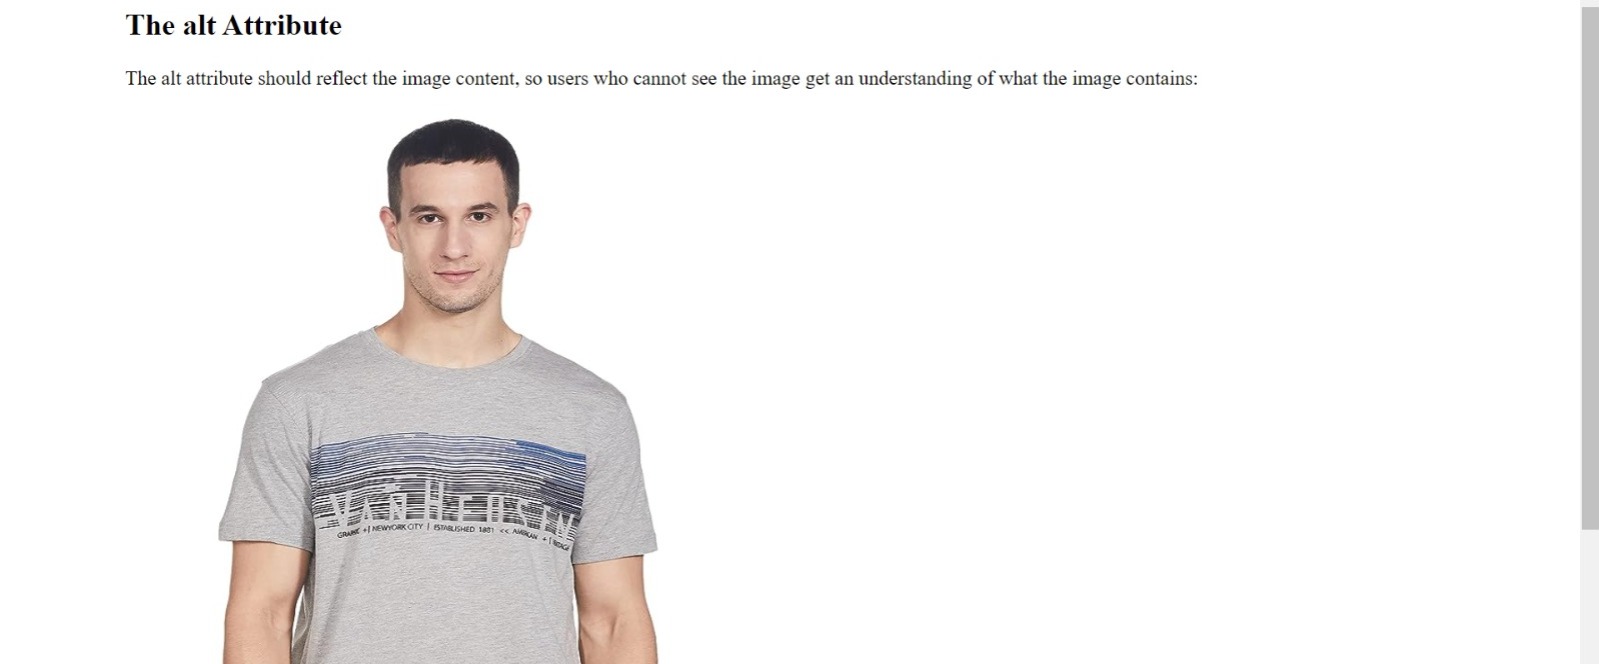 The alt Attribute
The alt attribute should reflect the image content, so users who cannot see the image get an understanding of what the image contains:
VAN HEUSEN
GRAPHIC +| NEWYORK CITY | ESTABLISHED 1881 << AMERICAN +|